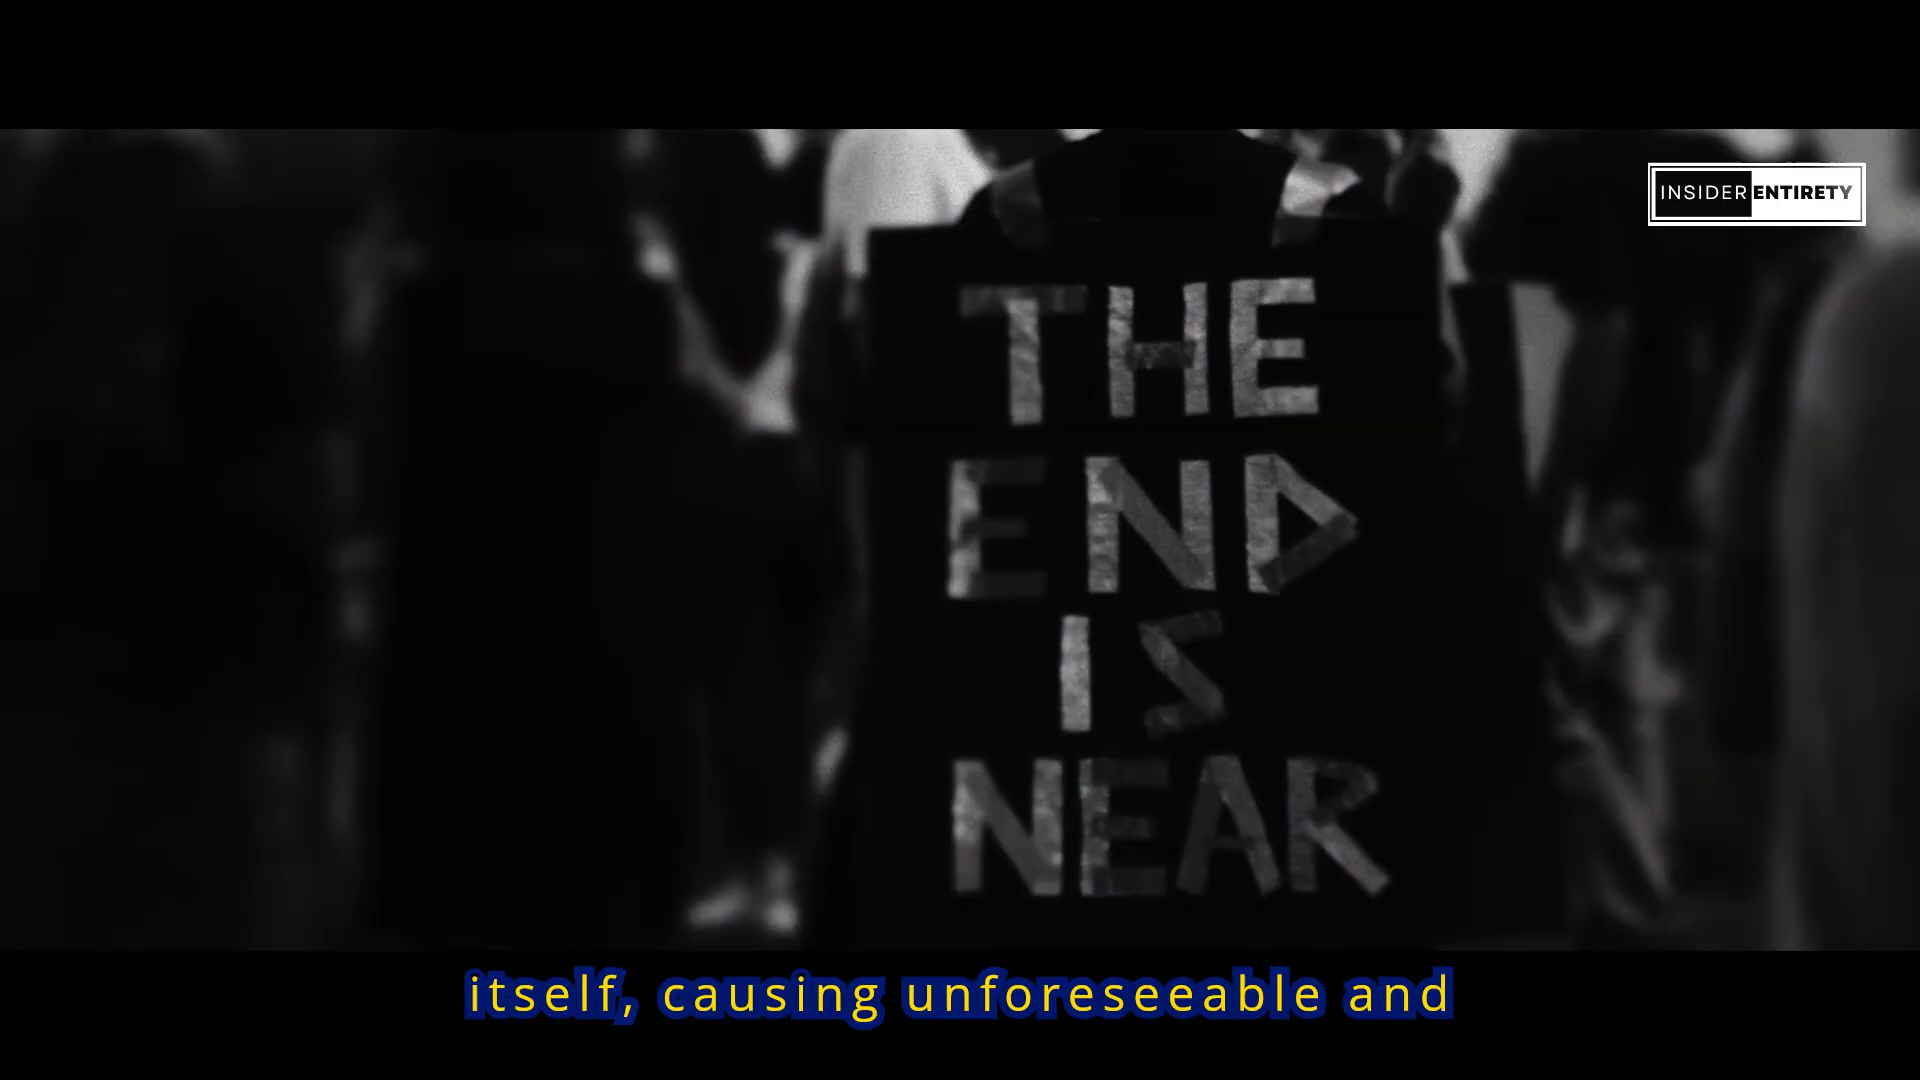 INSIDER ENTIRETY
THE
END
IS
NEAR
itself, causing unforeseeable and